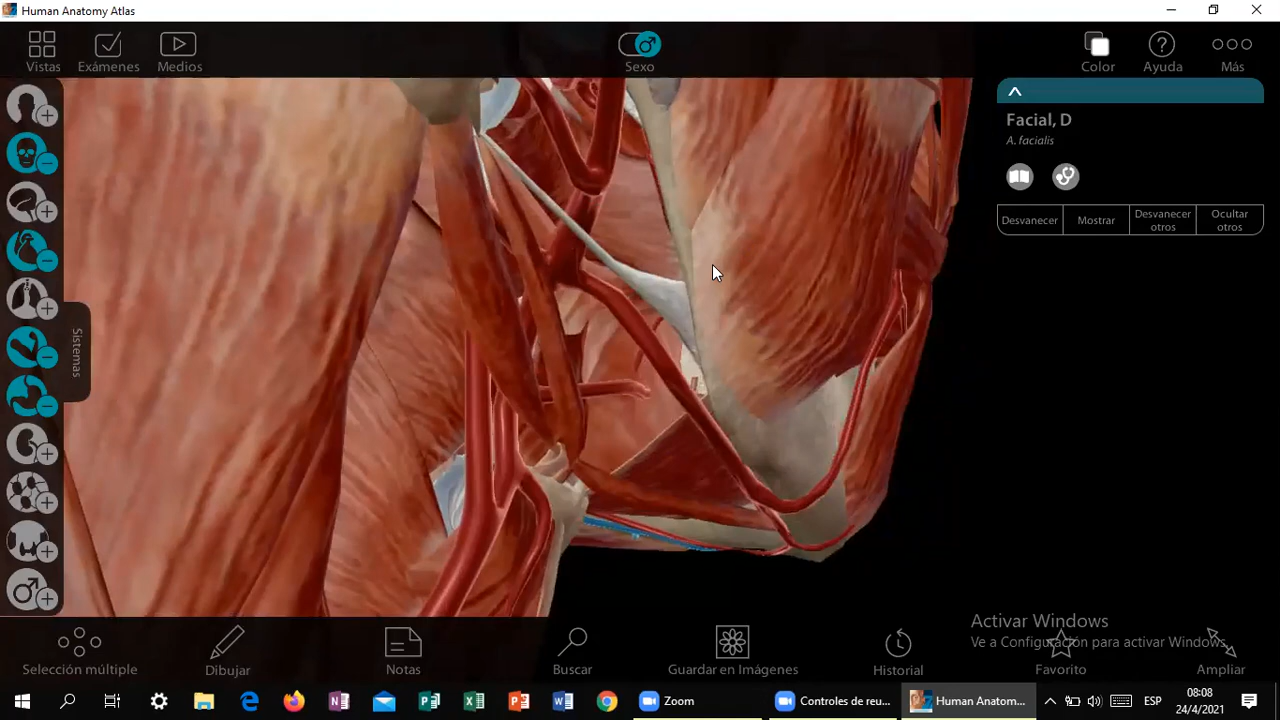 Human Anatomy Atlas
Vistas
Exámenes
Medios
Sexo
Color
Ayuda
Más
Facial, D
A. facialis
Desvanecer
Mostrar
Desvanecer otros
Ocultar otros
Sistemas
Activar Windows
Ve a Configuración para activar Windows.
Selección múltiple
Dibujar
Notas
Buscar
Guardar en Imágenes
Historial
Favorito
Ampliar
Zoom
Controles de reu...
Human Anatom...
ESP
08:08
24/4/2021